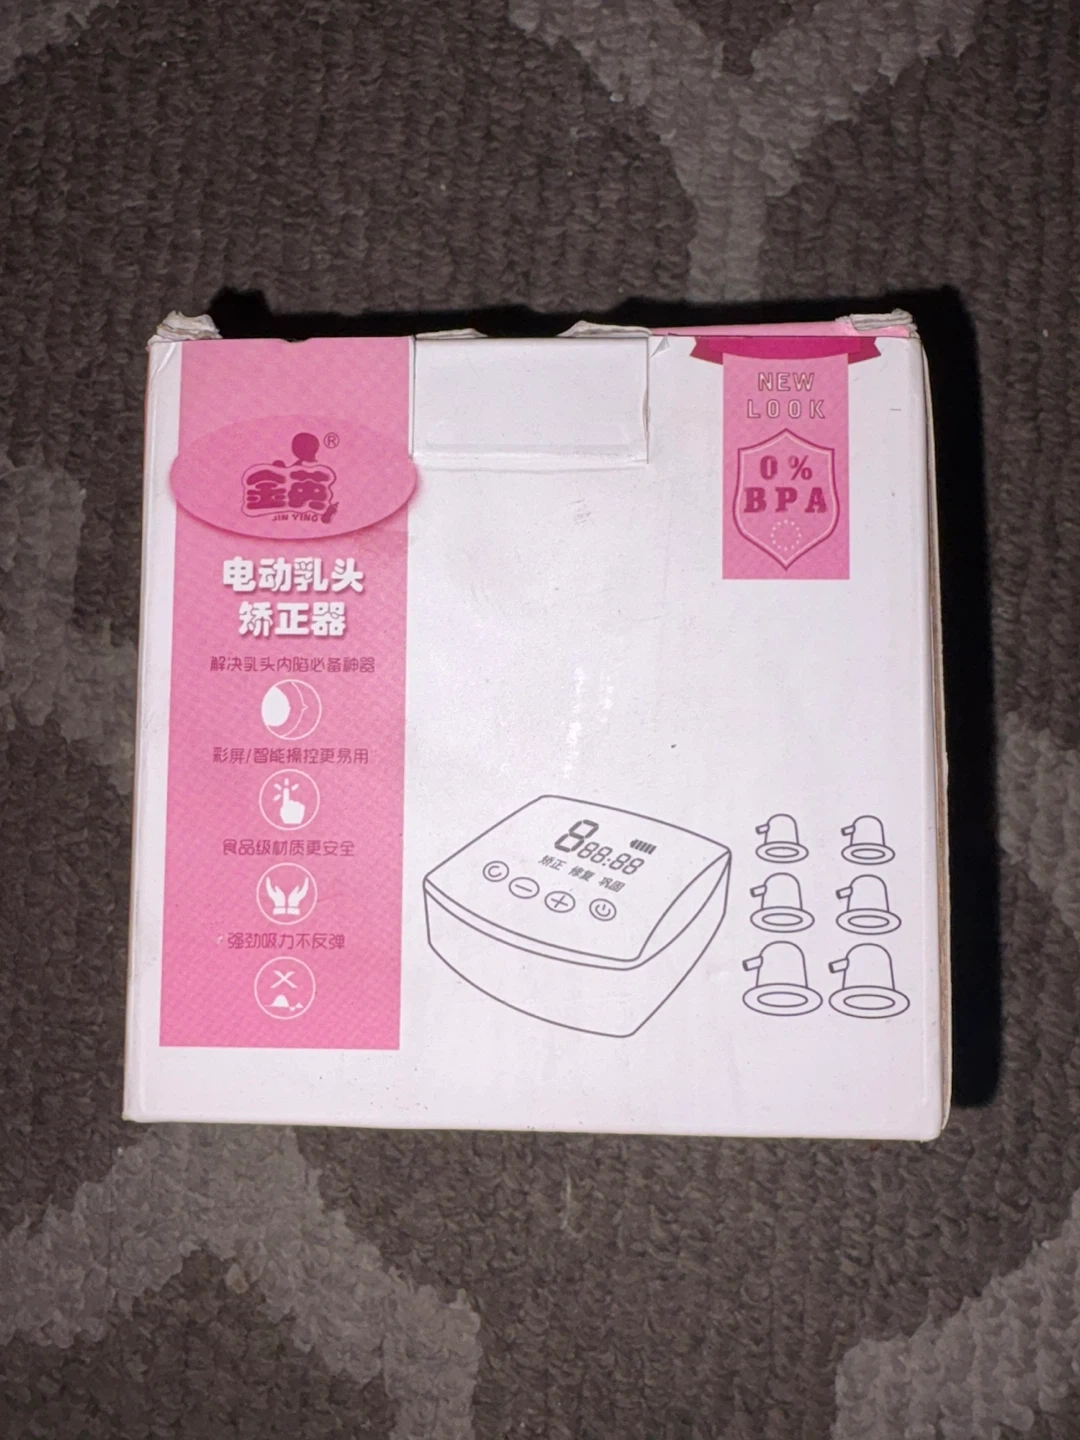 金英®
JIN YING
电动乳头
矫正器
解决乳头内陷必备神器
彩屏/智能操控更易用
食品级材质更安全
强劲吸力不反弹
NEW
LOOK
0%
BPA
8 88:88
矫正 修复 巩固